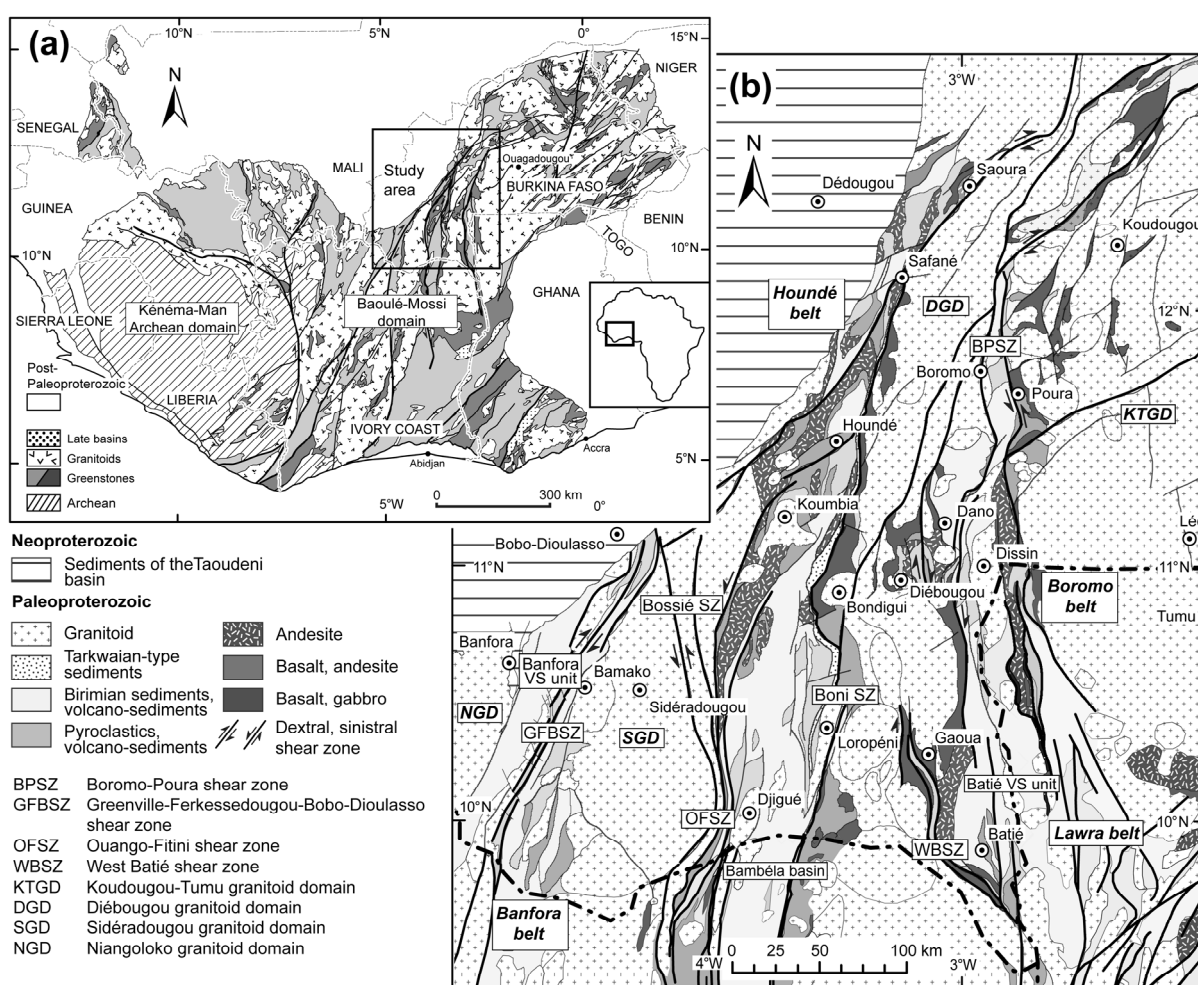 (a)
10°N
5°N
0°
15°N
NIGER
N
SENEGAL
MALI
Study
area
Ouagadougou
BURKINA FASO
GUINEA
BENIN
TOGO
10°N
10°N
GHANA
Kénéma-Man
Archean domain
Baoulé-Mossi
domain
SIERRA LEONE
Post-
Paleoproterozoic
LIBERIA
IVORY COAST
Late basins
Granitoids
Greenstones
Archean
Abidjan
Accra
5°N
5°W
0
300 km
0°
(b)
3°W
N
Dédougou
Saoura
Koudougou
Safané
Houndé
belt
DGD
12°N
BPSZ
Boromo
Poura
KTGD
Houndé
Koumbia
Dano
Lé
Bobo-Dioulasso
11°N
Dissin
11°N
Bossié SZ
Diébougou
Boromo
belt
Bondigui
Tumu
Banfora
Banfora
VS unit
Bamako
Sidéradougou
Boni SZ
NGD
GFBSZ
SGD
Loropéni
Gaoua
Batié VS unit
10°N
Djigué
OFSZ
WBSZ
Batié
Lawra belt
10°N
Bambéla basin
Banfora
belt
4°W
0 25 50 100 km
3°W
Neoproterozoic
Sediments of theTaoudeni
basin
Paleoproterozoic
Granitoid
Tarkwaian-type
sediments
Birimian sediments,
volcano-sediments
Pyroclastics,
volcano-sediments
Andesite
Basalt, andesite
Basalt, gabbro
Dextral, sinistral
shear zone
BPSZ Boromo-Poura shear zone
GFBSZ Greenville-Ferkessedougou-Bobo-Dioulasso
shear zone
OFSZ Ouango-Fitini shear zone
WBSZ West Batié shear zone
KTGD Koudougou-Tumu granitoid domain
DGD Diébougou granitoid domain
SGD Sidéradougou granitoid domain
NGD Niangoloko granitoid domain